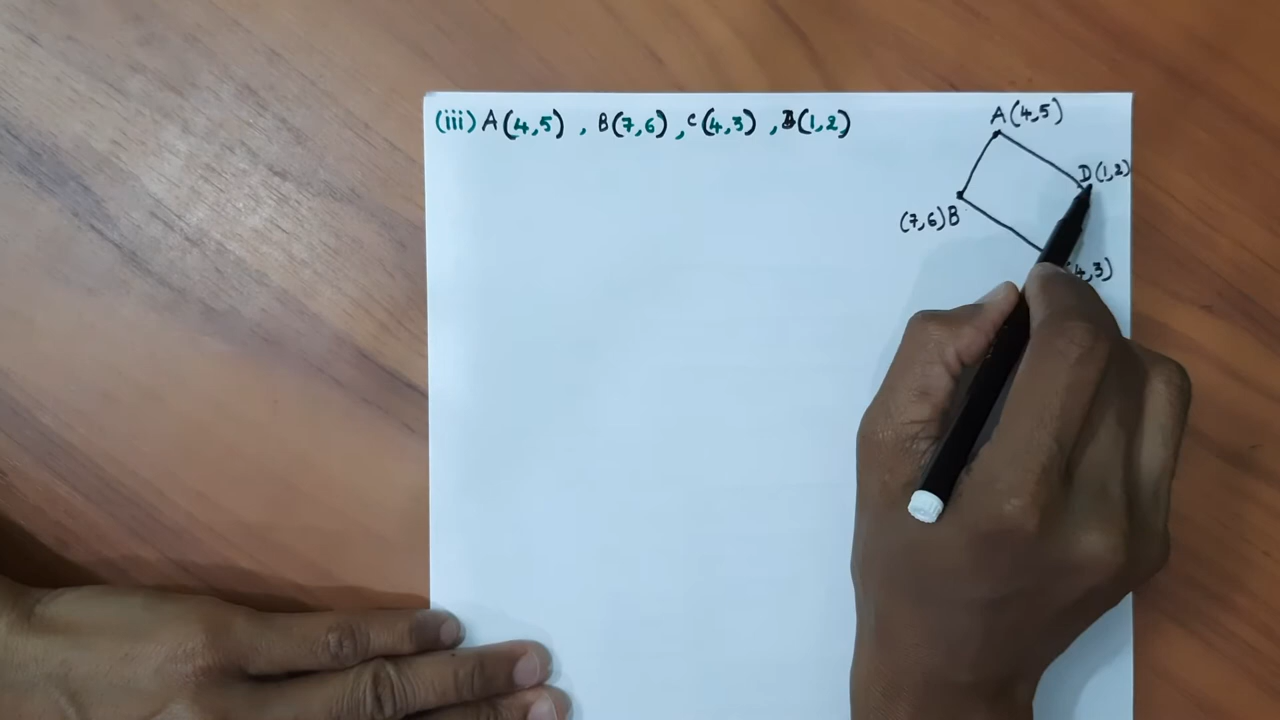 (iii) A(4,5) , B(7,6) , C(4,3) , D(1,2)
A(4,5)
D(1,2)
(7,6)B
(4,3)